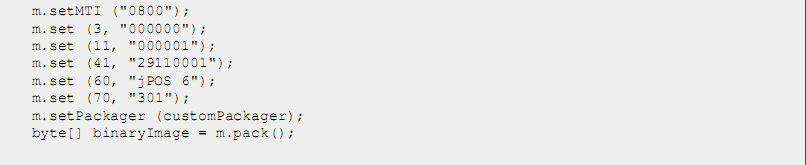 m.setMTI ("0800");
m.set (3, "000000");
m.set (11, "000001");
m.set (41, "29110001");
m.set (60, "jPOS 6");
m.set (70, "301");
m.setPackager (customPackager);
byte[] binaryImage = m.pack();